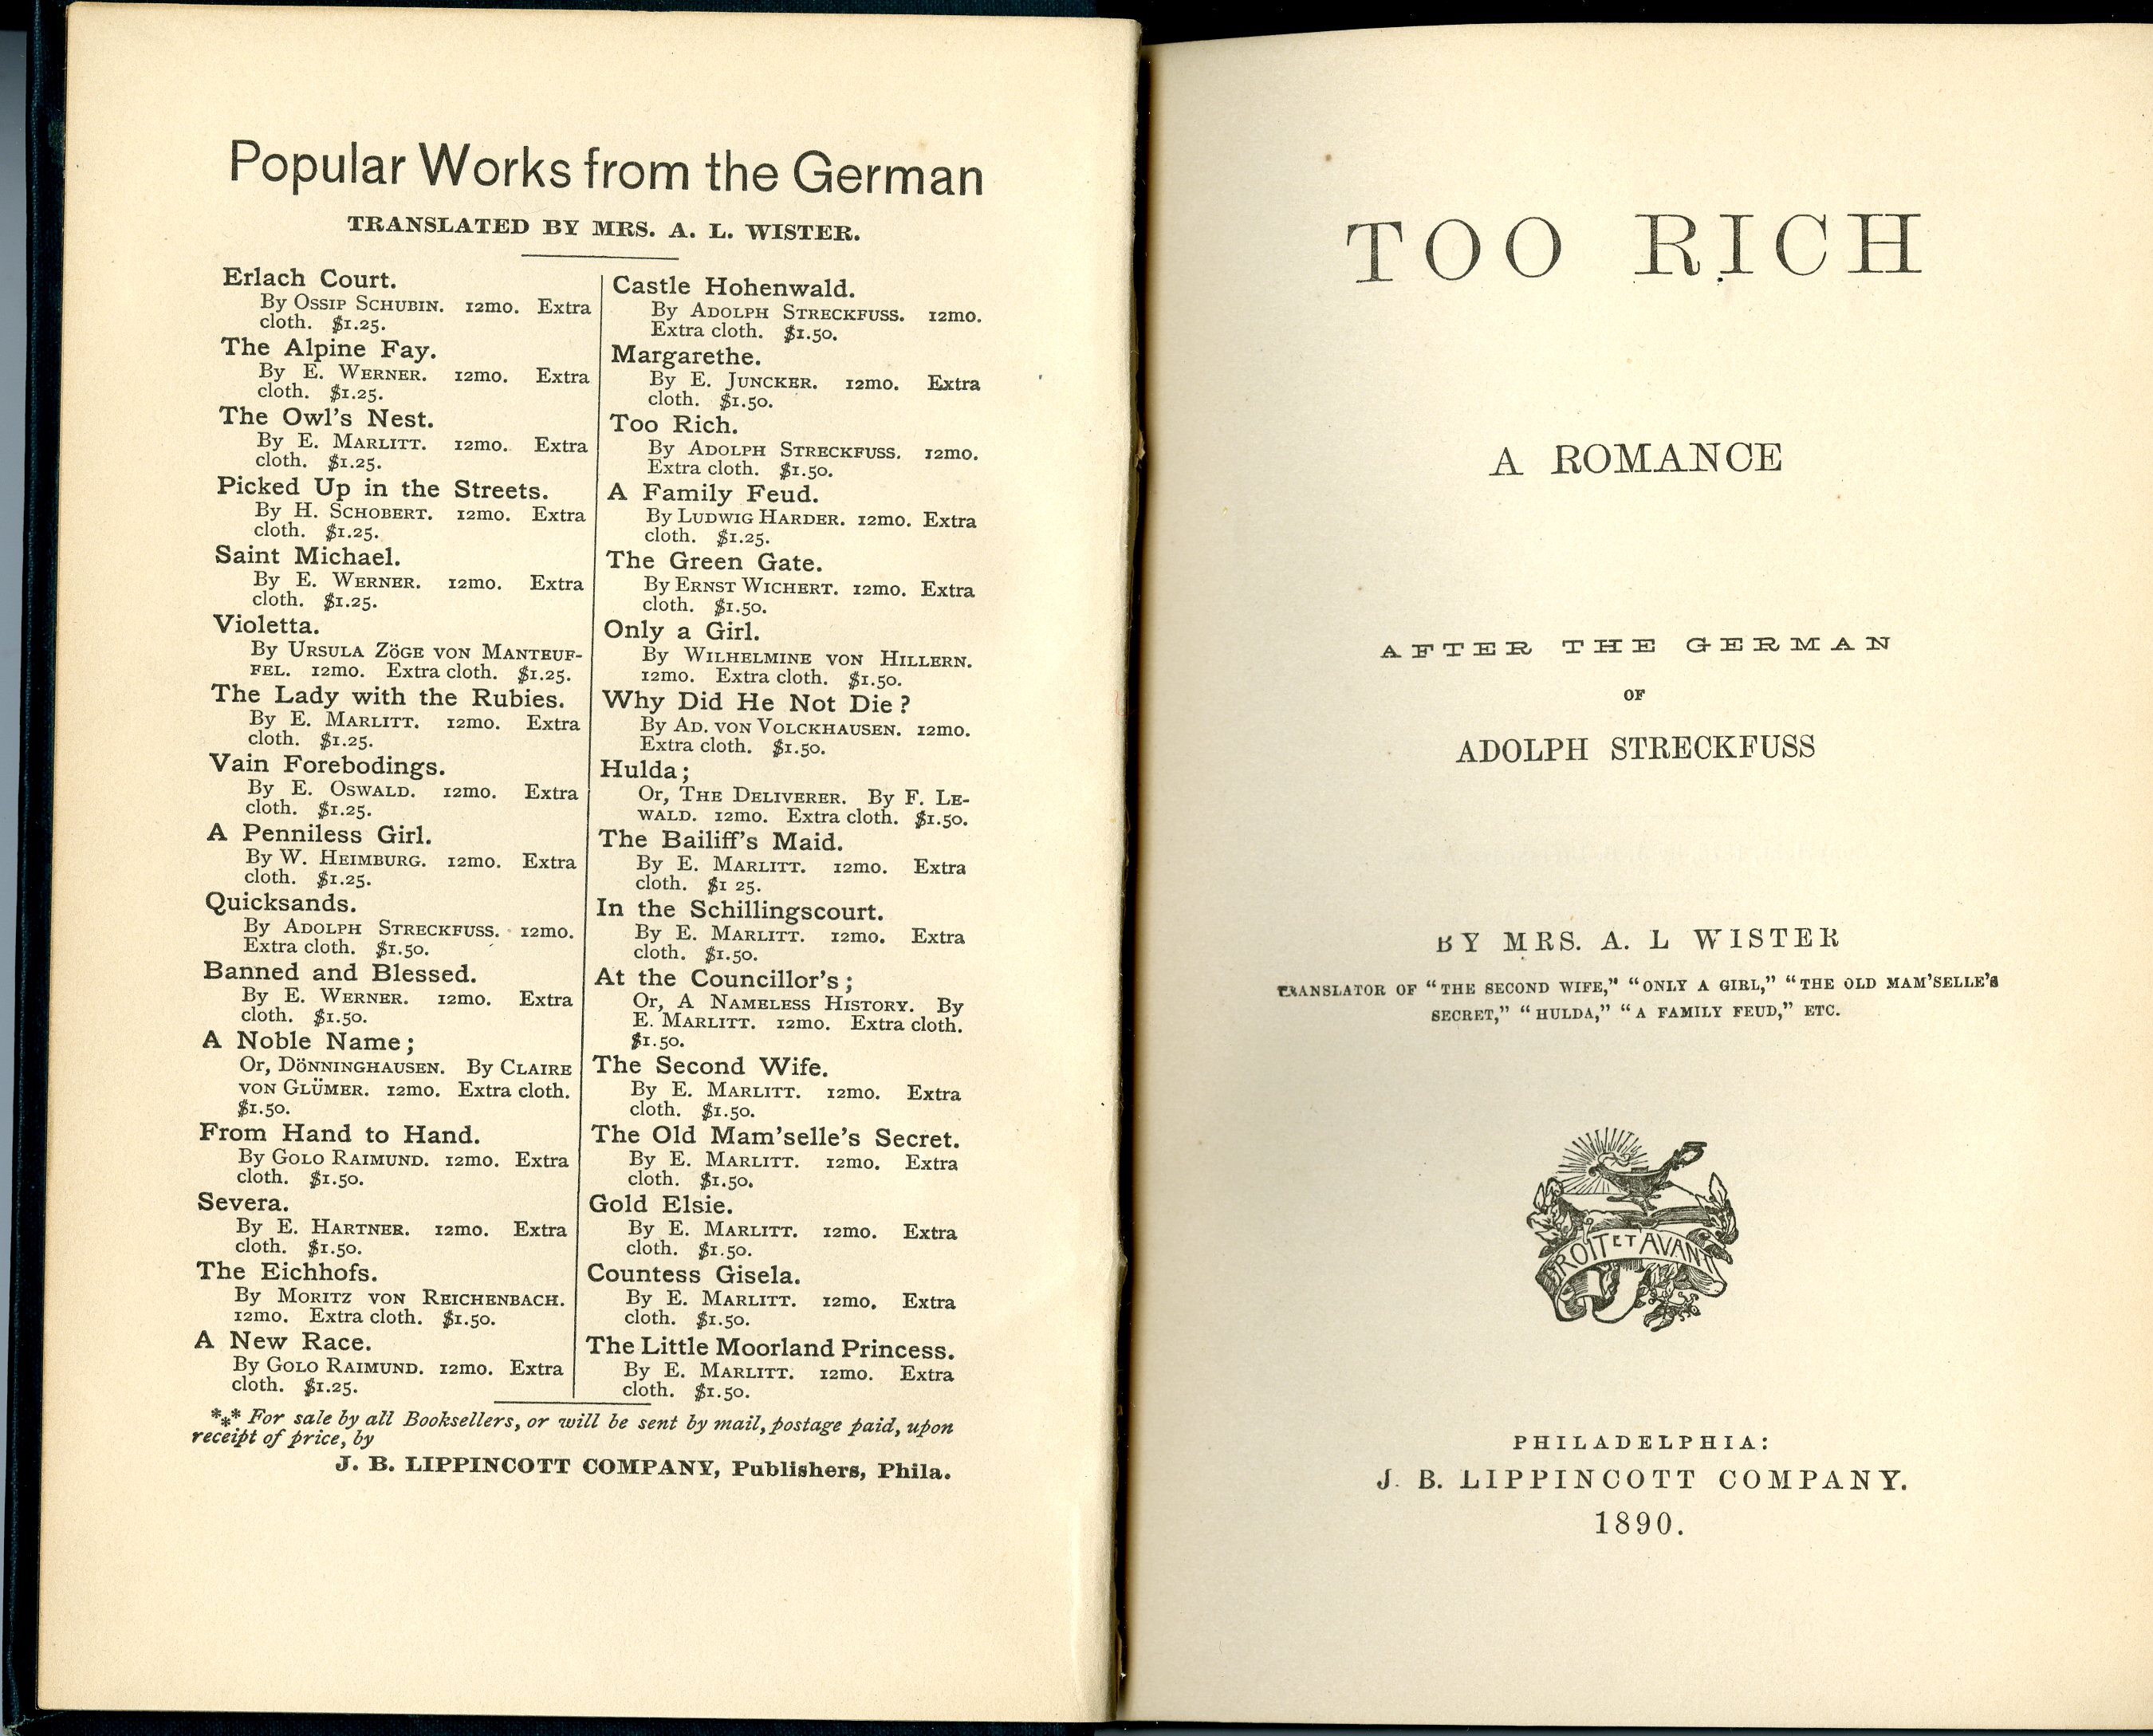 Popular Works from the German
TRANSLATED BY MRS. A. L. WISTER.
Erlach Court.
By OSSIP SCHUBIN. 12mo. Extra
cloth. $1.25.
The Alpine Fay.
By E. WERNER. 12mo. Extra
cloth. $1.25.
The Owl's Nest.
By E. MARLITT. 12mo. Extra
cloth. $1.25.
Picked Up in the Streets.
By H. SCHOBERT. 12mo. Extra
cloth. $1.25.
Saint Michael.
By E. WERNER. 12mo. Extra
cloth. $1.25.
Violetta.
By URSULA ZÖGE VON MANTEUF-
FEL. 12mo. Extra cloth. $1.25.
The Lady with the Rubies.
By E. MARLITT. 12mo. Extra
cloth. $1.25.
Vain Forebodings.
By E. OSWALD. 12mo. Extra
cloth. $1.25.
A Penniless Girl.
By W. HEIMBURG. 12mo. Extra
cloth. $1.25.
Quicksands.
By ADOLPH STRECKFUSS. 12mo.
Extra cloth. $1.50.
Banned and Blessed.
By E. WERNER. 12mo. Extra
cloth. $1.50.
A Noble Name;
Or, DÖNNINGHAUSEN. By CLAIRE
VON GLÜMER. 12mo. Extra cloth.
$1.50.
From Hand to Hand.
By GOLO RAIMUND. 12mo. Extra
cloth. $1.50.
Severa.
By E. HARTNER. 12mo. Extra
cloth. $1.50.
The Eichhofs.
By MORITZ VON REICHENBACH.
12mo. Extra cloth. $1.50.
A New Race.
By GOLO RAIMUND. 12mo. Extra
cloth. $1.25.
Castle Hohenwald.
By ADOLPH STRECKFUSS. 12mo.
Extra cloth. $1.50.
Margarethe.
By E. JUNCKER. 12mo. Extra
cloth. $1.50.
Too Rich.
By ADOLPH STRECKFUSS. 12mo.
Extra cloth. $1.50.
A Family Feud.
By LUDWIG HARDER. 12mo. Extra
cloth. $1.25.
The Green Gate.
By ERNST WICHERT. 12mo. Extra
cloth. $1.50.
Only a Girl.
By WILHELMINE VON HILLERN.
12mo. Extra cloth. $1.50.
Why Did He Not Die?
By AD. VON VOLCKHAUSEN. 12mo.
Extra cloth. $1.50.
Hulda;
Or, THE DELIVERER. By F. LE-
WALD. 12mo. Extra cloth. $1.50.
The Bailiff's Maid.
By E. MARLITT. 12mo. Extra
cloth. $1 25.
In the Schillingscourt.
By E. MARLITT. 12mo. Extra
cloth. $1.50.
At the Councillor's;
Or, A NAMELESS HISTORY. By
E. MARLITT. 12mo. Extra cloth.
$1.50.
The Second Wife.
By E. MARLITT. 12mo. Extra
cloth. $1.50.
The Old Mam'selle's Secret.
By E. MARLITT. 12mo. Extra
cloth. $1.50.
Gold Elsie.
By E. MARLITT. 12mo. Extra
cloth. $1.50.
Countess Gisela.
By E. MARLITT. 12mo. Extra
cloth. $1.50.
The Little Moorland Princess.
By E. MARLITT. 12mo. Extra
cloth. $1.50.
*** For sale by all Booksellers, or will be sent by mail, postage paid, upon
receipt of price, by
J. B. LIPPINCOTT COMPANY, Publishers, Phila.
TOO RICH
A ROMANCE
AFTER THE GERMAN
OF
ADOLPH STRECKFUSS
BY MRS. A. L WISTER
TRANSLATOR OF "THE SECOND WIFE," "ONLY A GIRL," "THE OLD MAM'SELLE'S
SECRET," "HULDA," "A FAMILY FEUD," ETC.
DROIT ET AVANT
PHILADELPHIA:
J. B. LIPPINCOTT COMPANY.
1890.